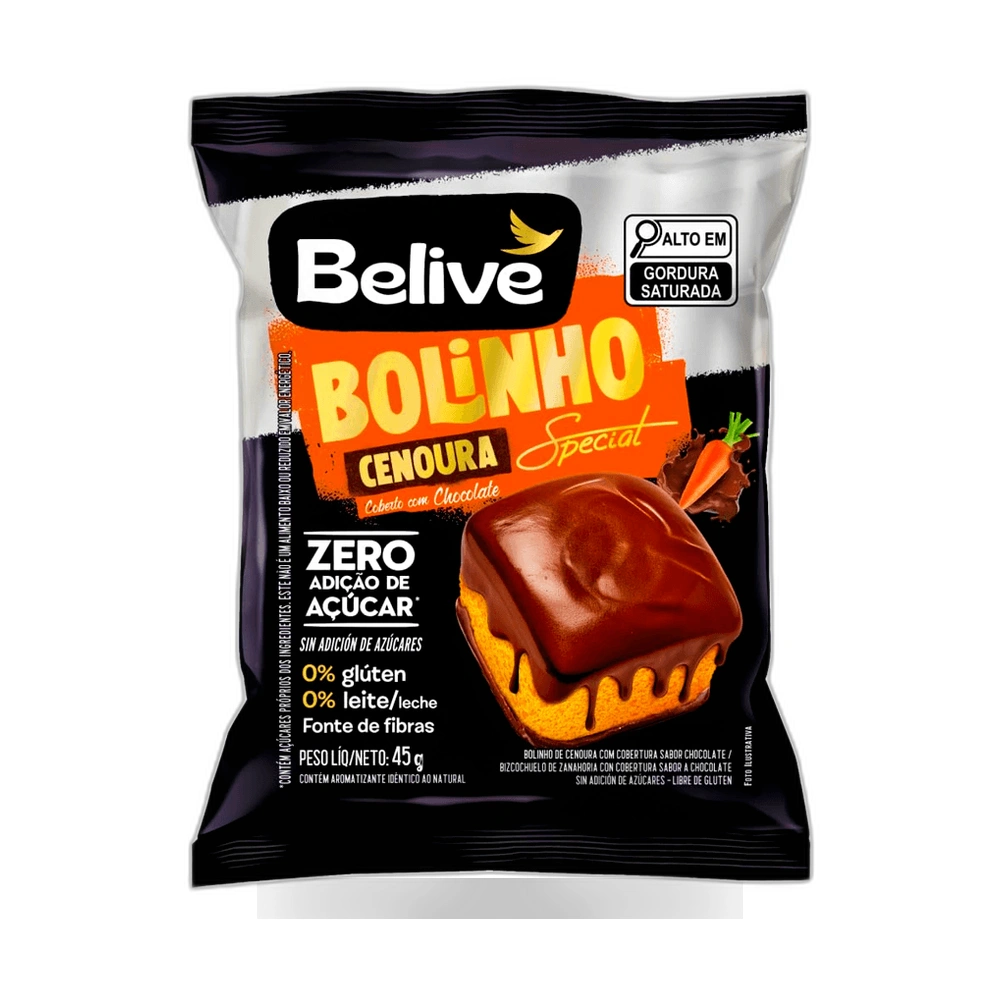 Belive
ALTO EM
GORDURA
SATURADA
BOLiNHO
CENOURA
Special
Coberto com Chocolate
ZERO
ADIÇÃO DE
AÇÚCAR*
SIN ADICIÓN DE AZÚCARES
0% glúten
0% leite/leche
Fonte de fibras
PESO LÍQ/NETO: 45g
CONTÉM AROMATIZANTE IDÊNTICO AO NATURAL
*CONTÉM AÇÚCARES PRÓPRIOS DOS INGREDIENTES. ESTE NÃO É UM ALIMENTO BAIXO OU REDUZIDO EM VALOR ENERGÉTICO.
BOLINHO DE CENOURA COM COBERTURA SABOR CHOCOLATE /
BIZCOCHUELO DE ZANAHORIA CON COBERTURA SABOR A CHOCOLATE
SIN ADICIÓN DE AZÚCARES - LIBRE DE GLUTEN
FOTO ILUSTRATIVA